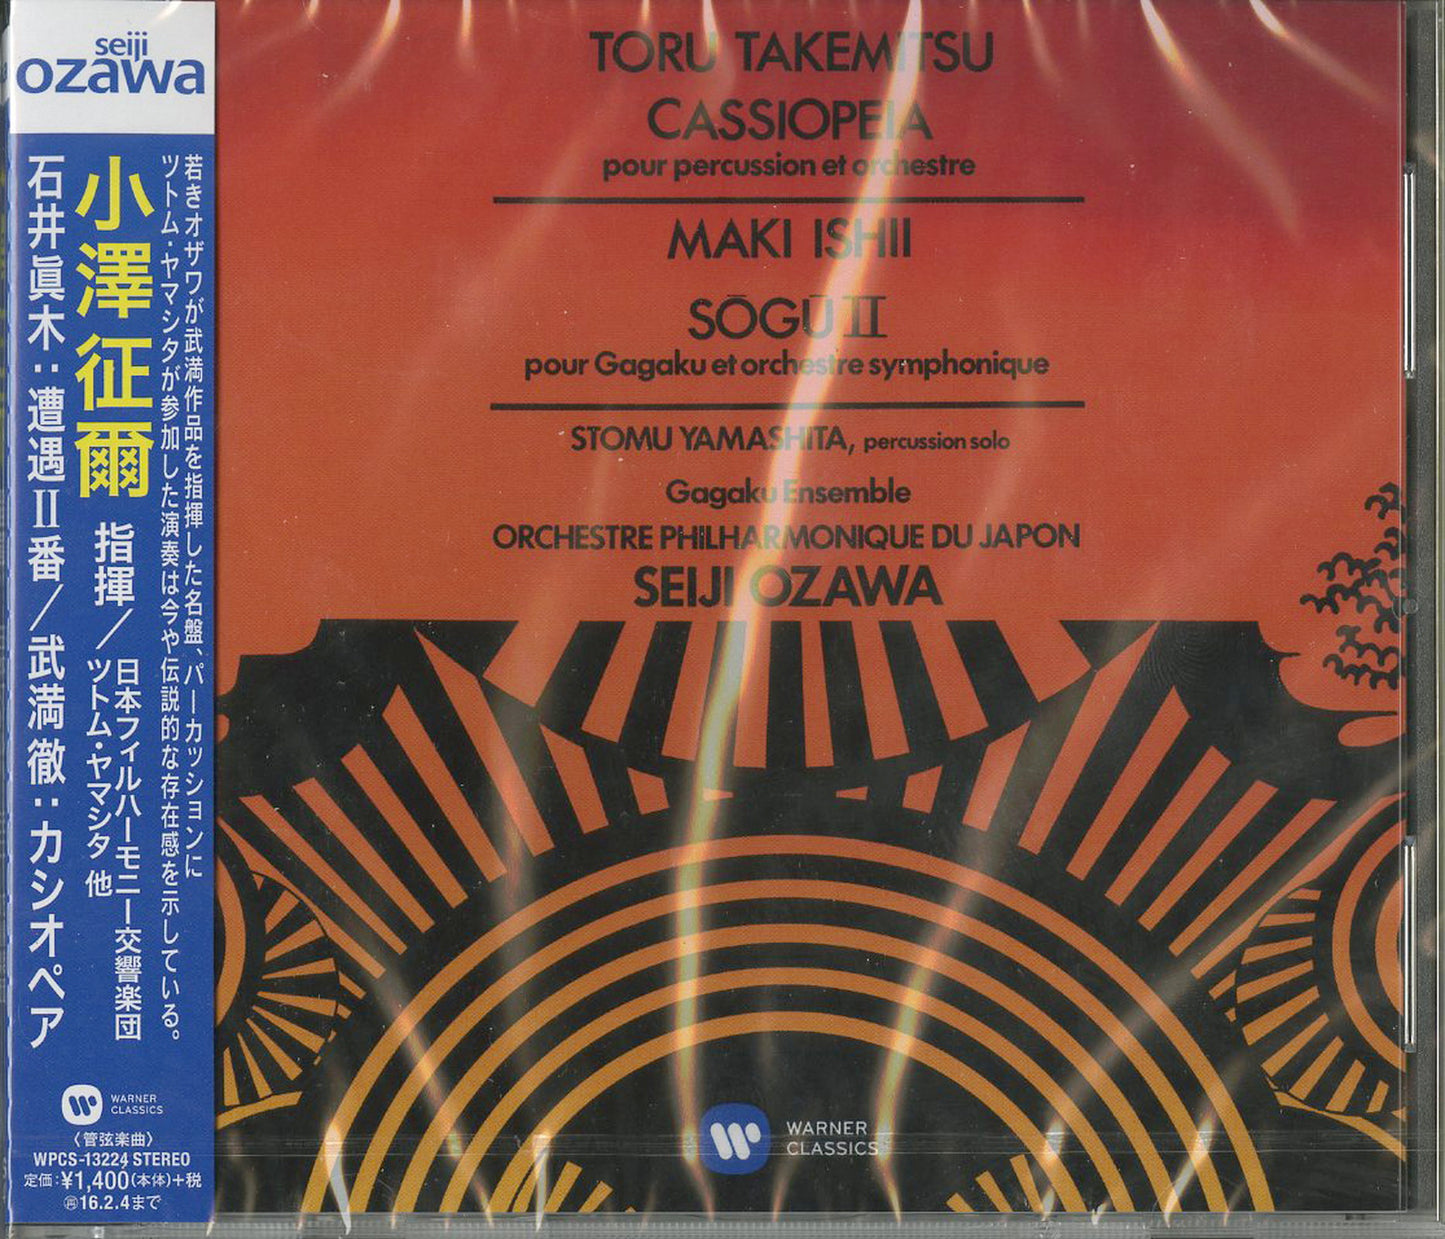 seiji
ozawa
若きオザワが武満作品を指揮した名盤、パーカッションに
ツトム・ヤマシタが参加した演奏は今や伝説的な存在感を示している。
小澤征爾 指揮／日本フィルハーモニー交響楽団
ツトム・ヤマシタ 他
石井眞木：遭遇II番／武満徹：カシオペア
WARNER
CLASSICS
〈管弦楽曲〉
WPCS-13224 STEREO
定価:¥1,400(本体)+税
㊢16.2.4まで
TORU TAKEMITSU
CASSIOPEIA
pour percussion et orchestre
MAKI ISHII
SŌGŪ II
pour Gagaku et orchestre symphonique
STOMU YAMASHITA, percussion solo
Gagaku Ensemble
ORCHESTRE PHILHARMONIQUE DU JAPON
SEIJI OZAWA
WARNER
CLASSICS